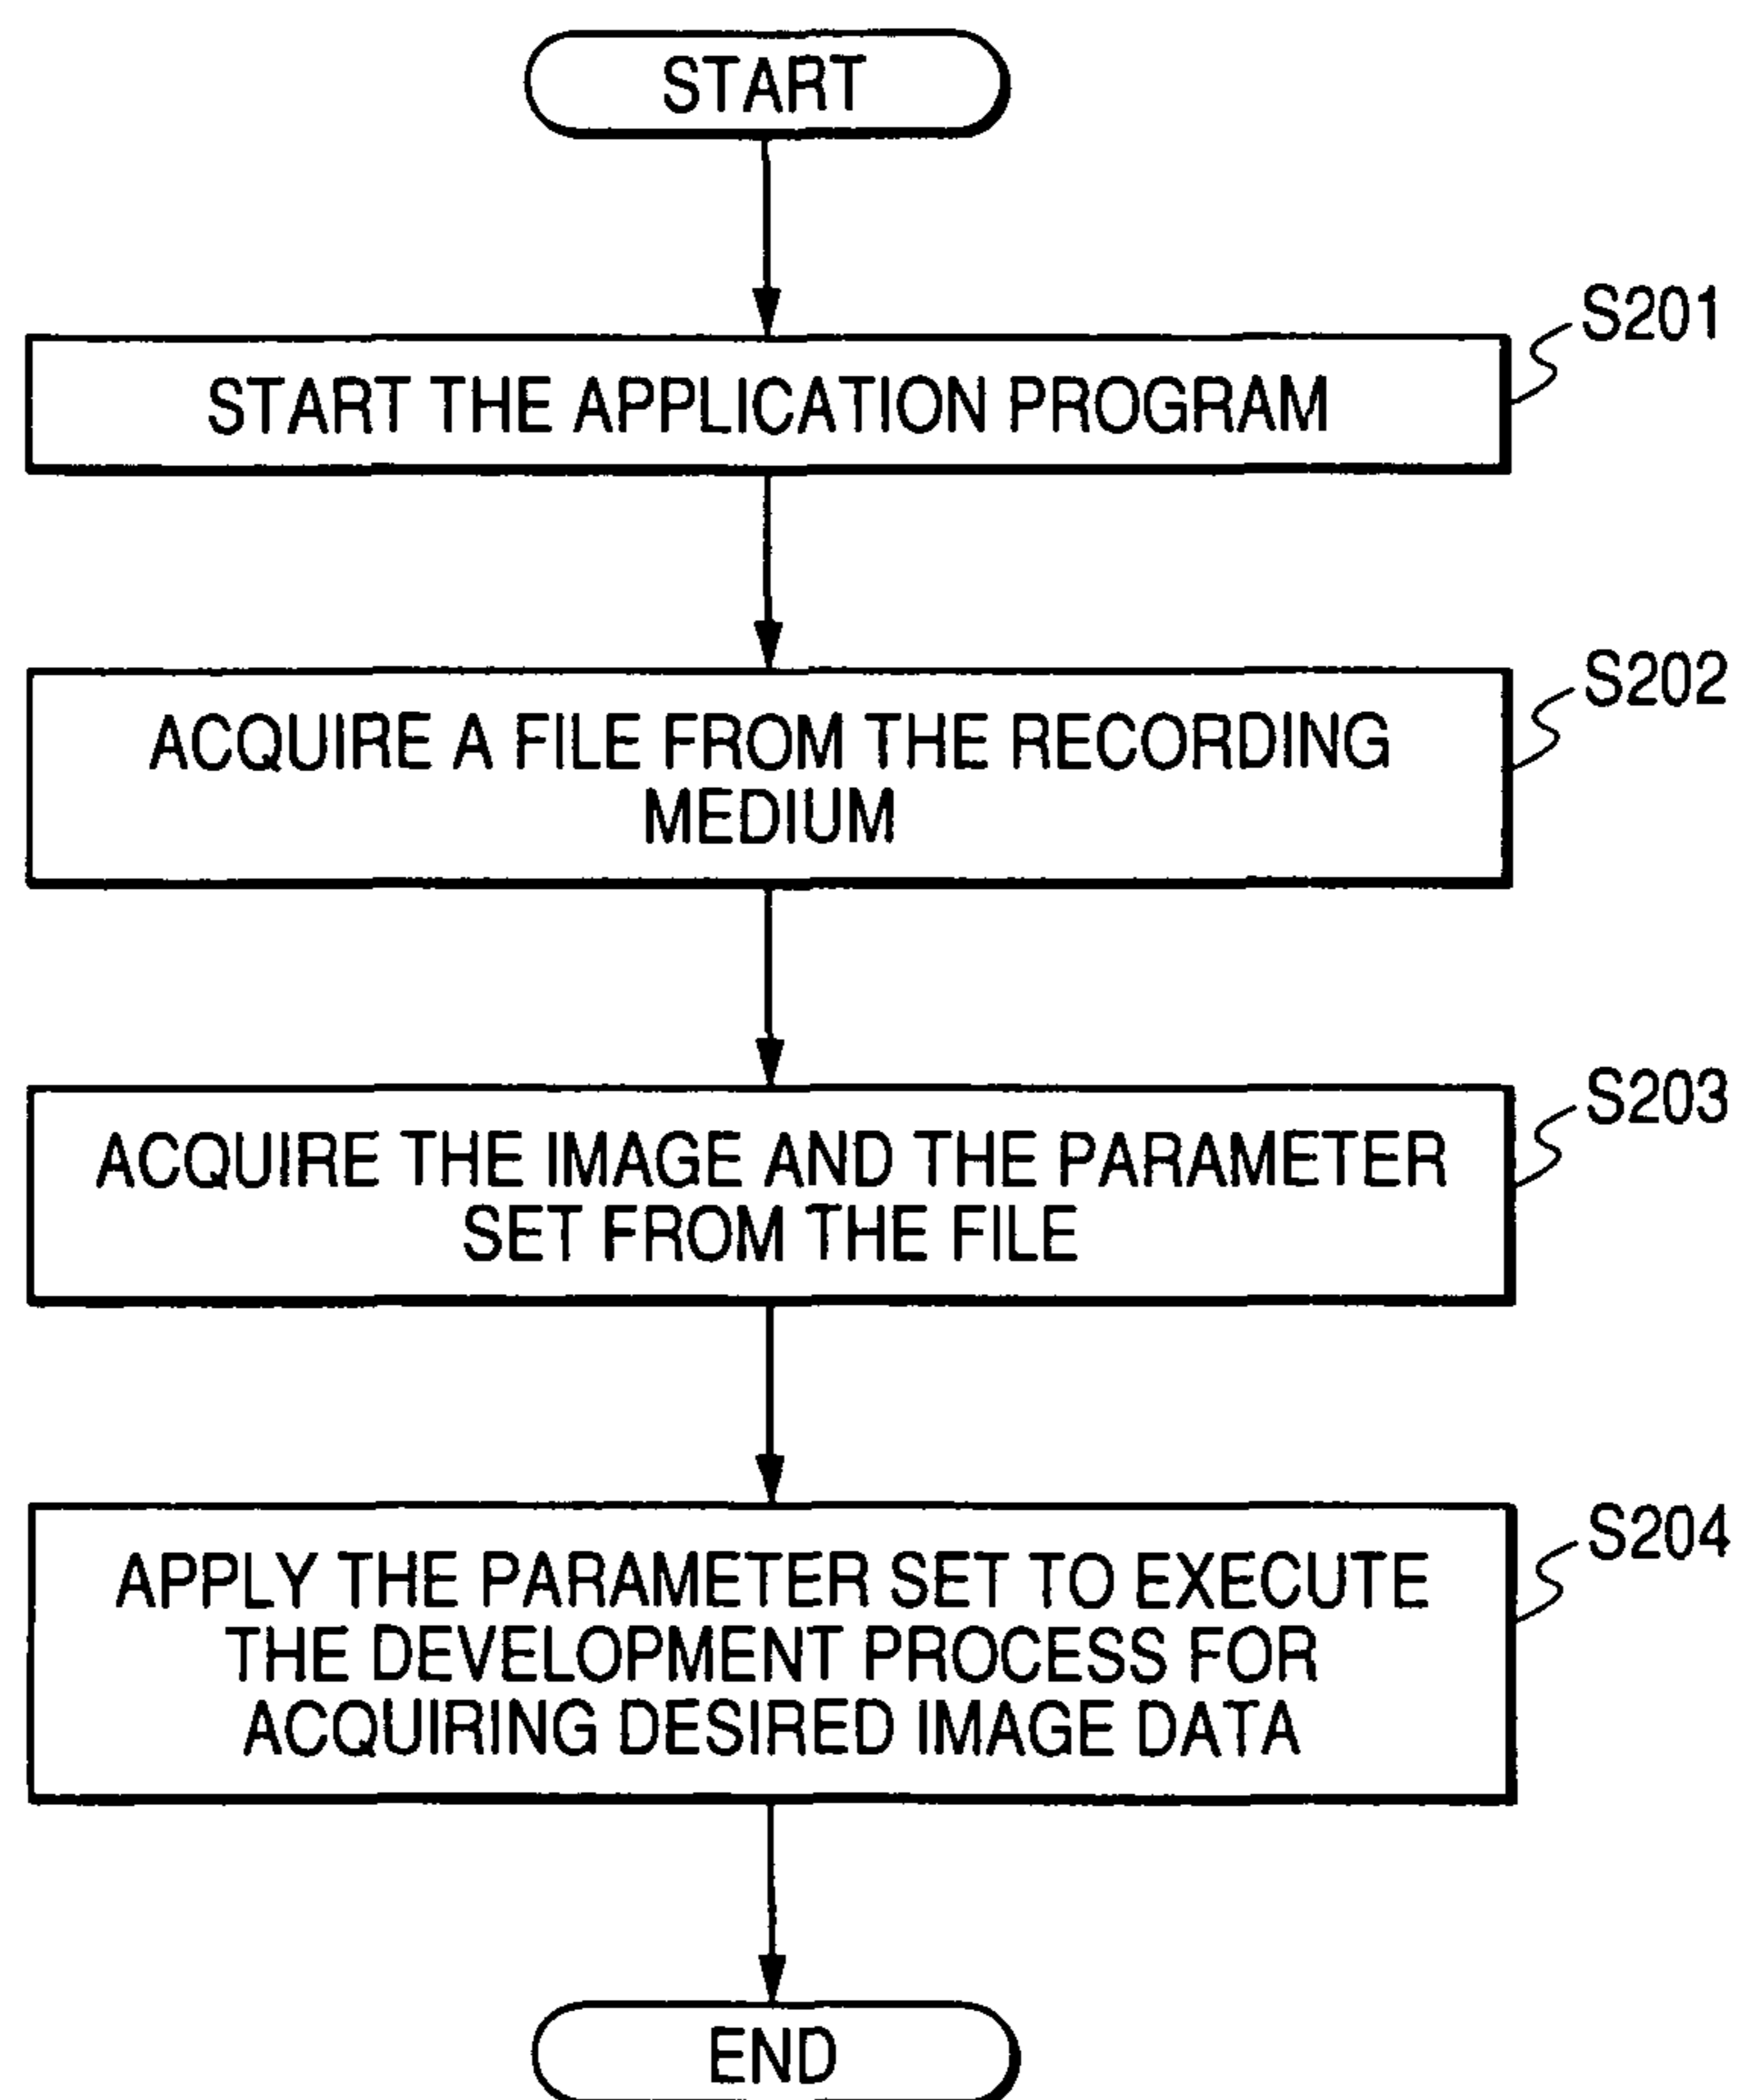 START
S201
START THE APPLICATION PROGRAM
S202
ACQUIRE A FILE FROM THE RECORDING
MEDIUM
S203
ACQUIRE THE IMAGE AND THE PARAMETER
SET FROM THE FILE
S204
APPLY THE PARAMETER SET TO EXECUTE
THE DEVELOPMENT PROCESS FOR
ACQUIRING DESIRED IMAGE DATA
END